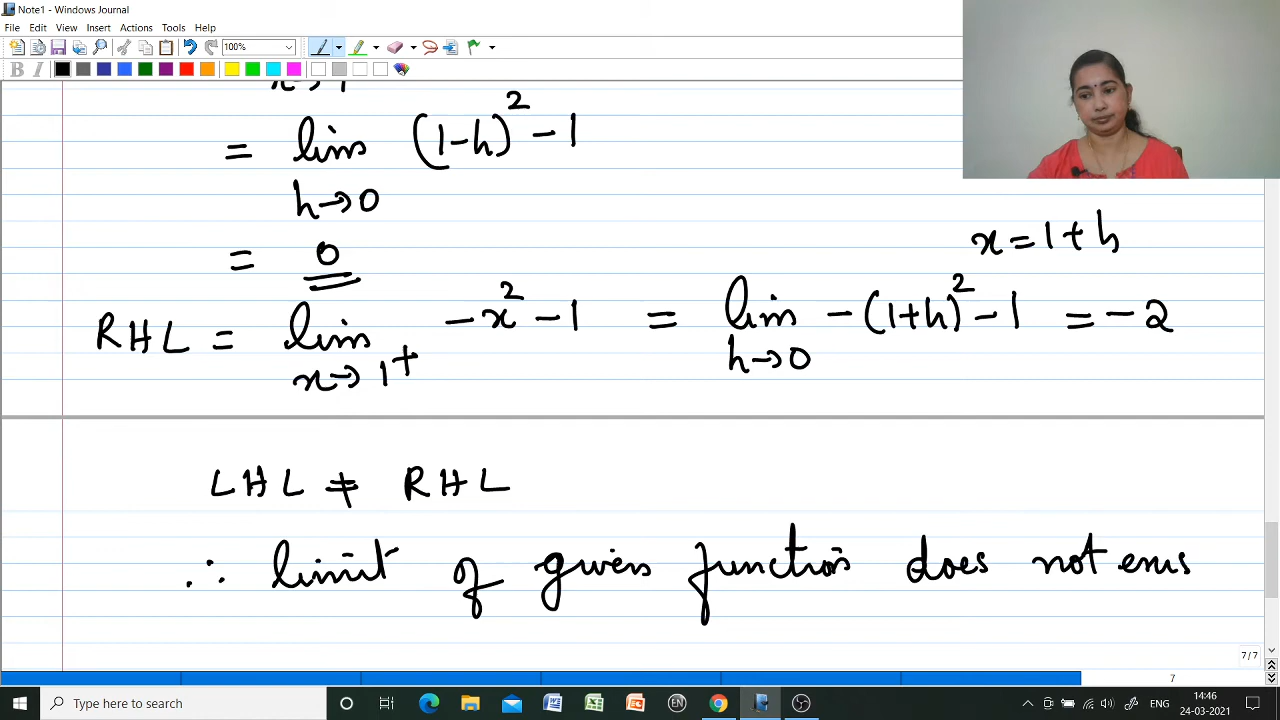 Note1 - Windows Journal
File Edit View Insert Actions Tools Help
100%
B I
x→1
= lim (1-h)² - 1
h→0
= 0
x = 1 + h
RHL = lim -x² - 1 = lim -(1+h)² - 1 = -2
x→1⁺ h→0
LHL ≠ RHL
∴ limit of given function does not exis
7/7
7
Type here to search
ENG
14:46
24-03-2021